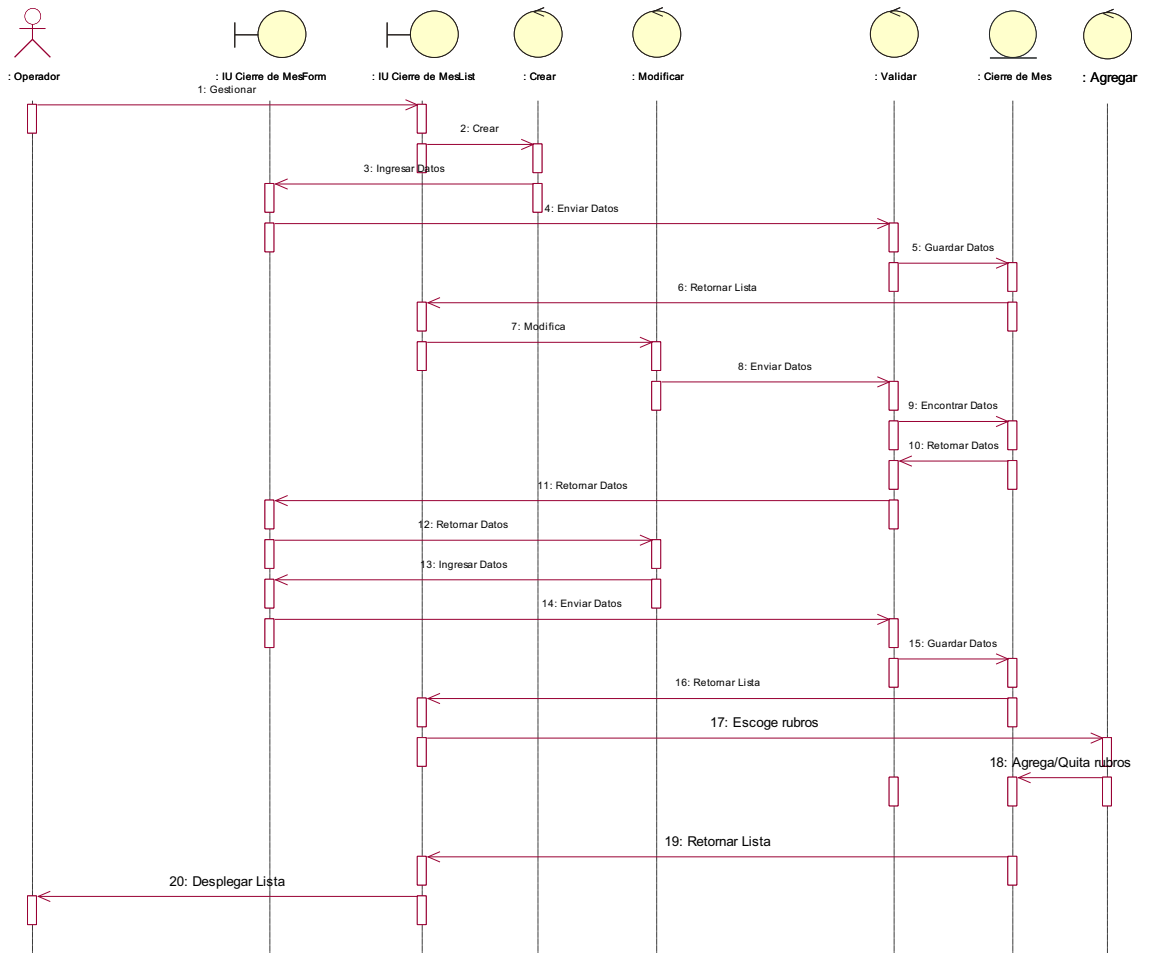 : Operador
: IU Cierre de MesForm
: IU Cierre de MesList
: Crear
: Modificar
: Validar
: Cierre de Mes
: Agregar
1: Gestionar
2: Crear
3: Ingresar Datos
4: Enviar Datos
5: Guardar Datos
6: Retornar Lista
7: Modifica
8: Enviar Datos
9: Encontrar Datos
10: Retornar Datos
11: Retornar Datos
12: Retornar Datos
13: Ingresar Datos
14: Enviar Datos
15: Guardar Datos
16: Retornar Lista
17: Escoge rubros
18: Agrega/Quita rubros
19: Retornar Lista
20: Desplegar Lista